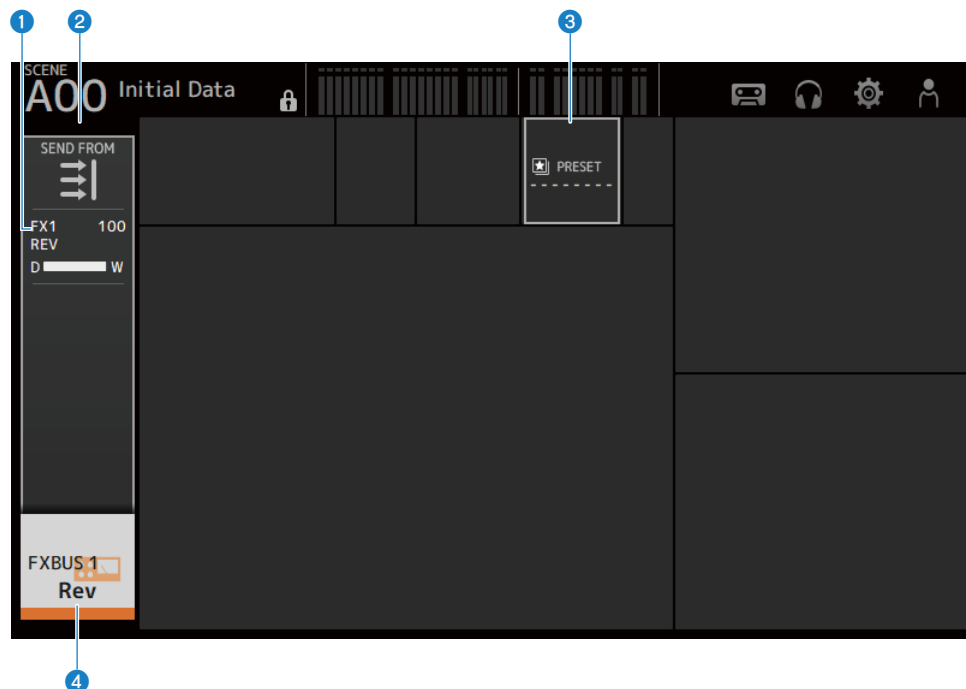 1
2
3
SCENE
A00 Initial Data
SEND FROM
PRESET
FX1 100
REV
D W
FXBUS 1
Rev
4